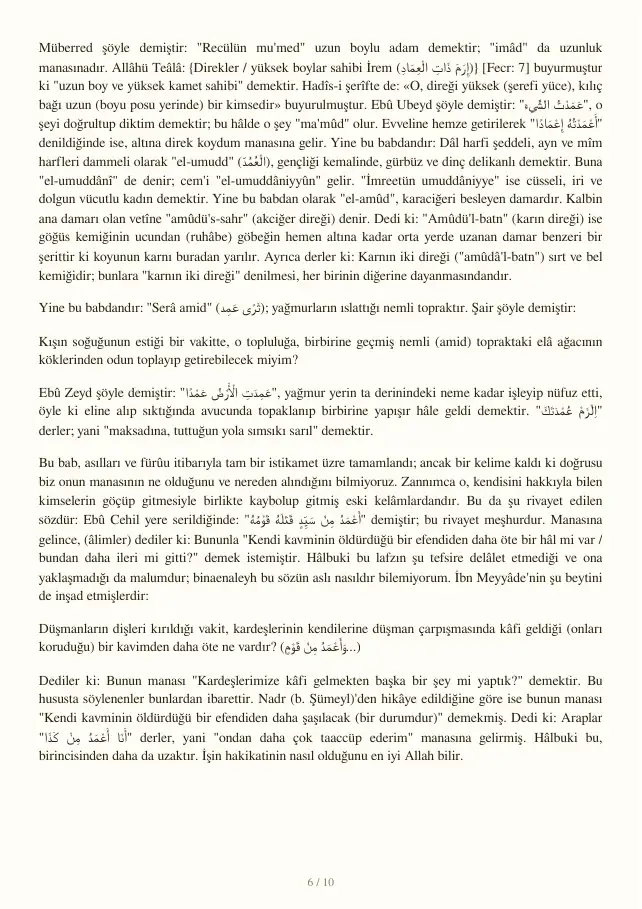 Müberred şöyle demiştir: "Recülün mu'med" uzun boylu adam demektir; "imâd" da uzunluk
manasınadır. Allâhü Teâlâ: {Direkler / yüksek boylar sahibi İrem (إِرَمَ ذَاتِ الْعِمَادِ)} [Fecr: 7] buyurmuştur
ki "uzun boy ve yüksek kamet sahibi" demektir. Hadîs-i şerîfte de: «O, direği yüksek (şerefi yüce), kılıç
bağı uzun (boyu posu yerinde) bir kimsedir» buyurulmuştur. Ebû Ubeyd şöyle demiştir: "عَمَدْتُ الشَّيءَ", o
şeyi doğrultup diktim demektir; bu hâlde o şey "ma'mûd" olur. Evveline hemze getirilerek "أَعْمَدْتُهُ إِعْمَادًا"
denildiğinde ise, altına direk koydum manasına gelir. Yine bu babdandır: Dâl harfi şeddeli, ayn ve mîm
harfleri dammeli olarak "el-umudd" (الْعُمُدّ), gençliği kemalinde, gürbüz ve dinç delikanlı demektir. Buna
"el-umuddânî" de denir; cem'i "el-umuddâniyyûn" gelir. "İmreetün umuddâniyye" ise cüsseli, iri ve
dolgun vücutlu kadın demektir. Yine bu babdan olarak "el-amûd", karaciğeri besleyen damardır. Kalbin
ana damarı olan vetîne "amûdü's-sahr" (akciğer direği) denir. Dedi ki: "Amûdü'l-batn" (karın direği) ise
göğüs kemiğinin ucundan (ruhâbe) göbeğin hemen altına kadar orta yerde uzanan damar benzeri bir
şerittir ki koyunun karnı buradan yarılır. Ayrıca derler ki: Karnın iki direği ("amûdâ'l-batn") sırt ve bel
kemiğidir; bunlara "karnın iki direği" denilmesi, her birinin diğerine dayanmasındandır.
Yine bu babdandır: "Serâ amid" (ثَرًى عَمِد); yağmurların ıslattığı nemli topraktır. Şair şöyle demiştir:
Kışın soğuğunun estiği bir vakitte, o topluluğa, birbirine geçmiş nemli (amid) topraktaki elâ ağacının
köklerinden odun toplayıp getirebilecek miyim?
Ebû Zeyd şöyle demiştir: "عَمِدَتِ الْأَرْضُ عَمَدًا", yağmur yerin ta derinindeki neme kadar işleyip nüfuz etti,
öyle ki eline alıp sıktığında avucunda topaklanıp birbirine yapışır hâle geldi demektir. "اِلْزَمْ عُمْدَتَكَ"
derler; yani "maksadına, tuttuğun yola sımsıkı sarıl" demektir.
Bu bab, asılları ve fürûu itibarıyla tam bir istikamet üzre tamamlandı; ancak bir kelime kaldı ki doğrusu
biz onun manasının ne olduğunu ve nereden alındığını bilmiyoruz. Zannımca o, kendisini hakkıyla bilen
kimselerin göçüp gitmesiyle birlikte kaybolup gitmiş eski kelâmlardandır. Bu da şu rivayet edilen
sözdür: Ebû Cehil yere serildiğinde: "أَعْمَدُ مِنْ سَيِّدٍ قَتَلَهُ قَوْمُهُ" demiştir; bu rivayet meşhurdur. Manasına
gelince, (âlimler) dediler ki: Bununla "Kendi kavminin öldürdüğü bir efendiden daha öte bir hâl mi var /
bundan daha ileri mi gitti?" demek istemiştir. Hâlbuki bu lafzın şu tefsire delâlet etmediği ve ona
yaklaşmadığı da malumdur; binaenaleyh bu sözün aslı nasıldır bilemiyorum. İbn Meyyâde'nin şu beytini
de inşad etmişlerdir:
Düşmanların dişleri kırıldığı vakit, kardeşlerinin kendilerine düşman çarpışmasında kâfi geldiği (onları
koruduğu) bir kavimden daha öte ne vardır? (وَأَعْمَدُ مِنْ قَوْمٍ...)
Dediler ki: Bunun manası "Kardeşlerimize kâfi gelmekten başka bir şey mi yaptık?" demektir. Bu
hususta söylenenler bunlardan ibarettir. Nadr (b. Şümeyl)'den hikâye edildiğine göre ise bunun manası
"Kendi kavminin öldürdüğü bir efendiden daha şaşılacak (bir durumdur)" demekmiş. Dedi ki: Araplar
"أَنَا أَعْمَدُ مِنْ كَذَا" derler, yani "ondan daha çok taaccüp ederim" manasına gelirmiş. Hâlbuki bu,
birincisinden daha da uzaktır. İşin hakikatinin nasıl olduğunu en iyi Allah bilir.
6 / 10